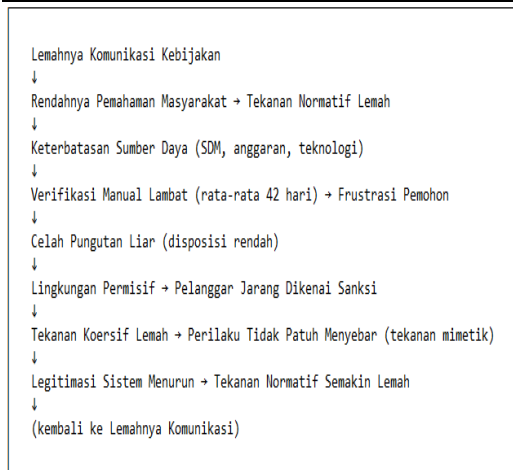 Lemahnya Komunikasi Kebijakan
↓
Rendahnya Pemahaman Masyarakat → Tekanan Normatif Lemah
↓
Keterbatasan Sumber Daya (SDM, anggaran, teknologi)
↓
Verifikasi Manual Lambat (rata-rata 42 hari) → Frustrasi Pemohon
↓
Celah Pungutan Liar (disposisi rendah)
↓
Lingkungan Permisif → Pelanggar Jarang Dikenai Sanksi
↓
Tekanan Koersif Lemah → Perilaku Tidak Patuh Menyebar (tekanan mimetik)
↓
Legitimasi Sistem Menurun → Tekanan Normatif Semakin Lemah
↓
(kembali ke Lemahnya Komunikasi)